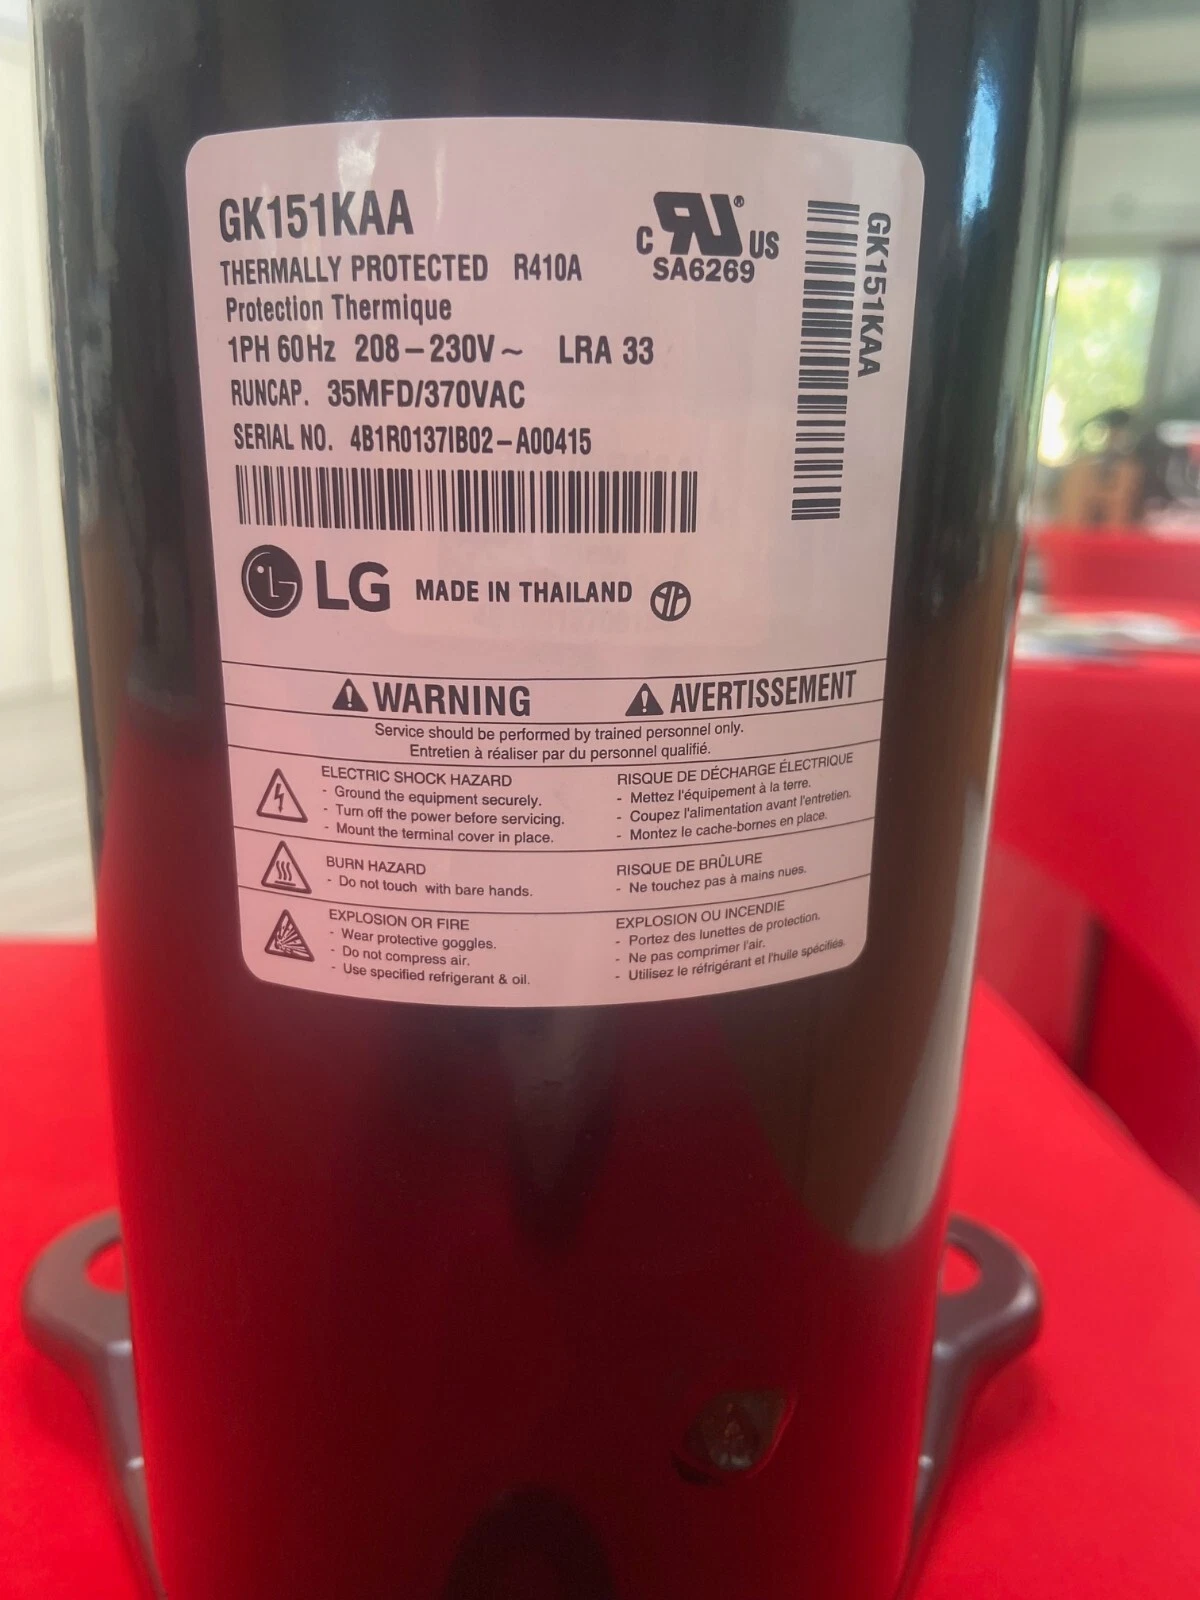 GK151KAA
THERMALLY PROTECTED R410A
Protection Thermique
1PH 60Hz 208-230V~ LRA 33
RUNCAP. 35MFD/370VAC
SERIAL NO. 4B1R0137IB02-A00415
C RU® US
SA6269
GK151KAA
LG MADE IN THAILAND
WARNING
AVERTISSEMENT
Service should be performed by trained personnel only.
Entretien à réaliser par du personnel qualifié.
ELECTRIC SHOCK HAZARD
- Ground the equipment securely.
- Turn off the power before servicing.
- Mount the terminal cover in place.
RISQUE DE DÉCHARGE ÉLECTRIQUE
- Mettez l'équipement à la terre.
- Coupez l'alimentation avant l'entretien.
- Montez le cache-bornes en place.
BURN HAZARD
- Do not touch with bare hands.
RISQUE DE BRÛLURE
- Ne touchez pas à mains nues.
EXPLOSION OR FIRE
- Wear protective goggles.
- Do not compress air.
- Use specified refrigerant & oil.
EXPLOSION OU INCENDIE
- Portez des lunettes de protection.
- Ne pas comprimer l'air.
- Utilisez le réfrigérant et l'huile spécifiés.